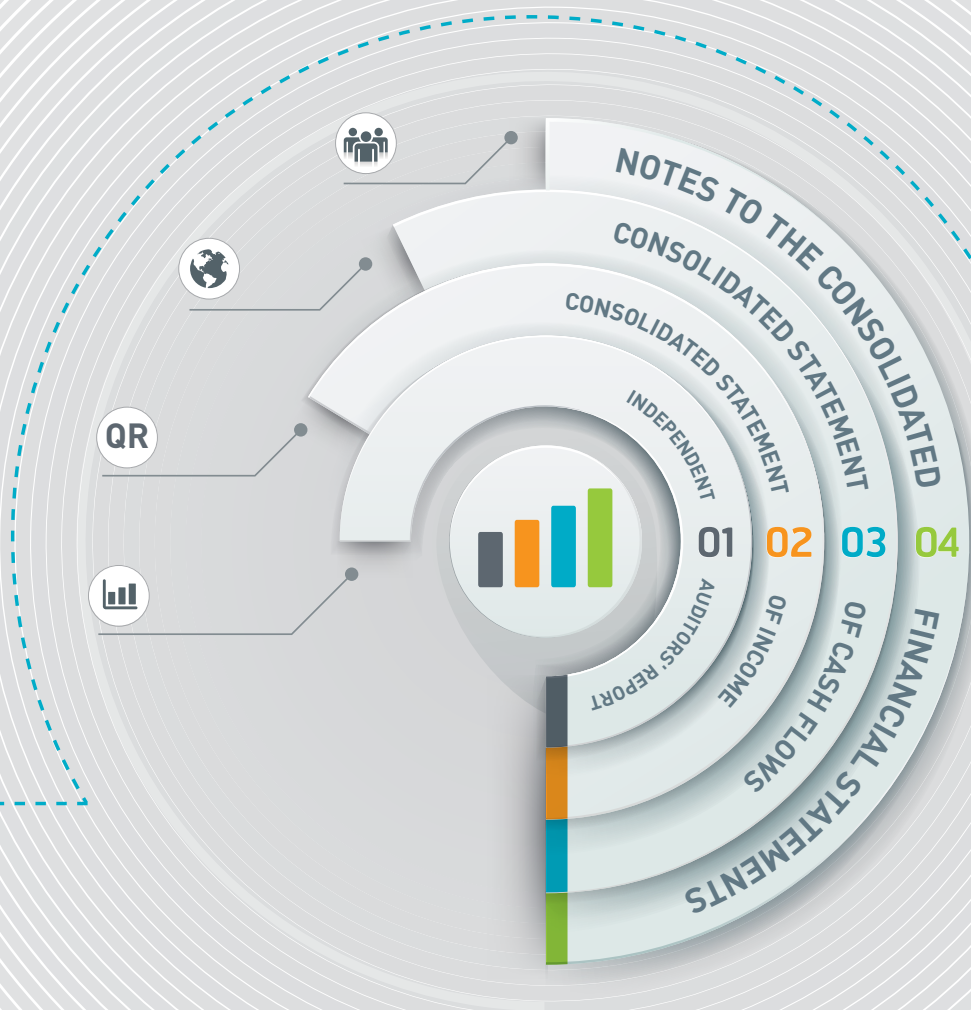 QR
INDEPENDENT
01
AUDITORS' REPORT
CONSOLIDATED STATEMENT
02
OF INCOME
CONSOLIDATED STATEMENT
03
OF CASH FLOWS
NOTES TO THE CONSOLIDATED
04
FINANCIAL STATEMENTS